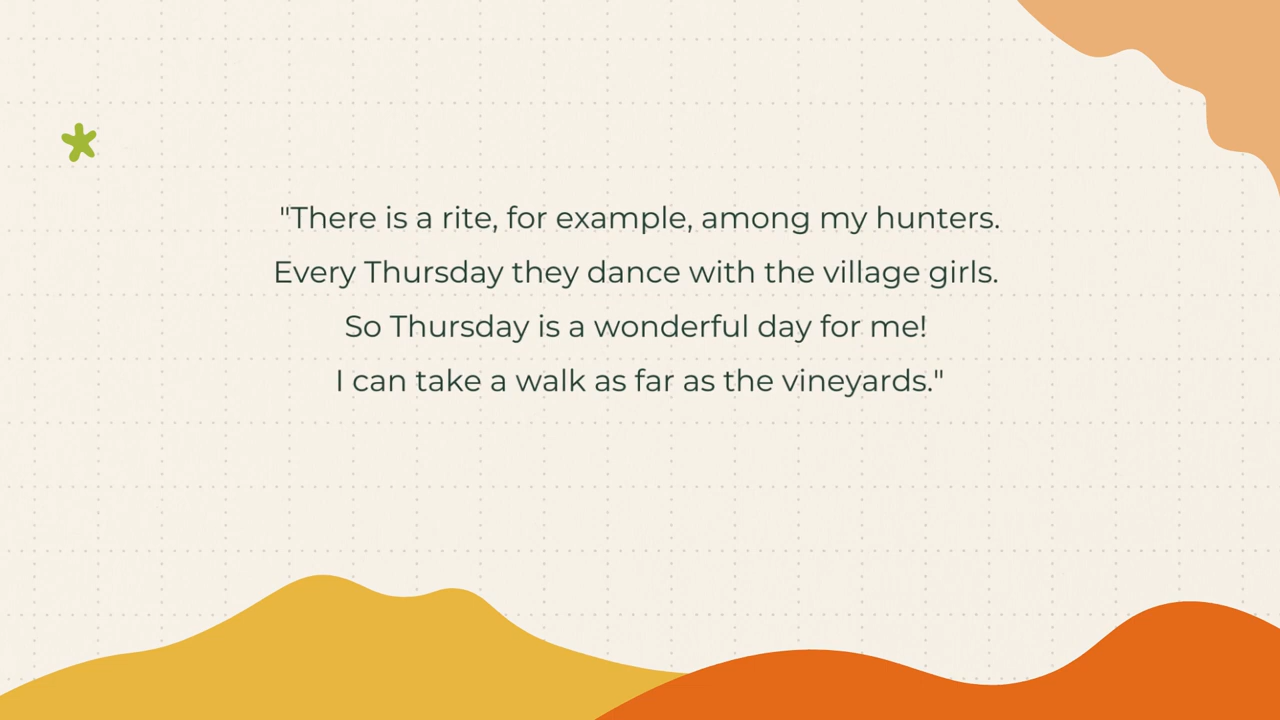 "There is a rite, for example, among my hunters.
Every Thursday they dance with the village girls.
So Thursday is a wonderful day for me!
I can take a walk as far as the vineyards."